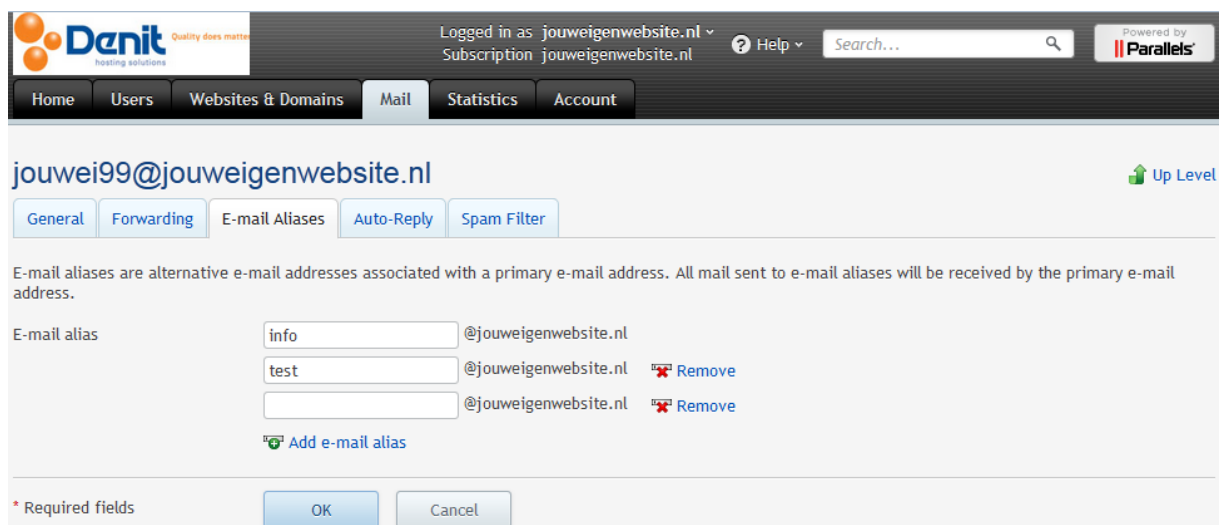 Denit
Quality does matter
hosting solutions
Logged in as jouweigenwebsite.nl
Subscription jouweigenwebsite.nl
Help
Search...
Powered by
Parallels
Home Users Websites & Domains Mail Statistics Account
jouwei99@jouweigenwebsite.nl
Up Level
General Forwarding E-mail Aliases Auto-Reply Spam Filter
E-mail aliases are alternative e-mail addresses associated with a primary e-mail address. All mail sent to e-mail aliases will be received by the primary e-mail
address.
E-mail alias info @jouweigenwebsite.nl
test @jouweigenwebsite.nl Remove
@jouweigenwebsite.nl Remove
Add e-mail alias
* Required fields OK Cancel